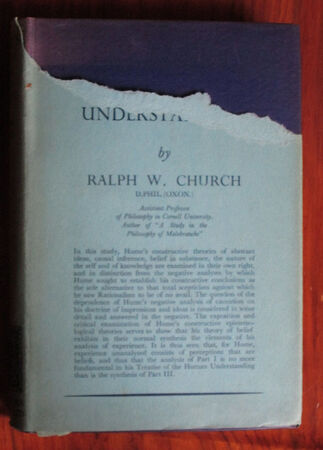 UNDERSTA
by
RALPH W. CHURCH
D.PHIL. (OXON.)
Assistant Professor
of Philosophy in Cornell University.
Author of "A Study in the
Philosophy of Malebranche"
In this study, Hume's constructive theories of abstract
ideas, causal inference, belief in substance, the nature of
the self and of knowledge are examined in their own right,
and in distinction from the negative analyses by which
Hume sought to establish his constructive conclusions as
the sole alternative to that total scepticism against which
he saw Rationalism to be of no avail. The question of the
dependence of Hume's negative analysis of causation on
his doctrine of impressions and ideas is considered in some
detail and answered in the negative. The exposition and
critical examination of Hume's constructive epistemo-
logical theories serves to show that his theory of belief
exhibits in their normal synthesis the elements of his
analysis of experience. It is thus seen that, for Hume,
experience unanalysed consists of perceptions that are
beliefs, and thus that the analysis of Part I is no more
fundamental in his Treatise of the Human Understanding
than is the synthesis of Part III.